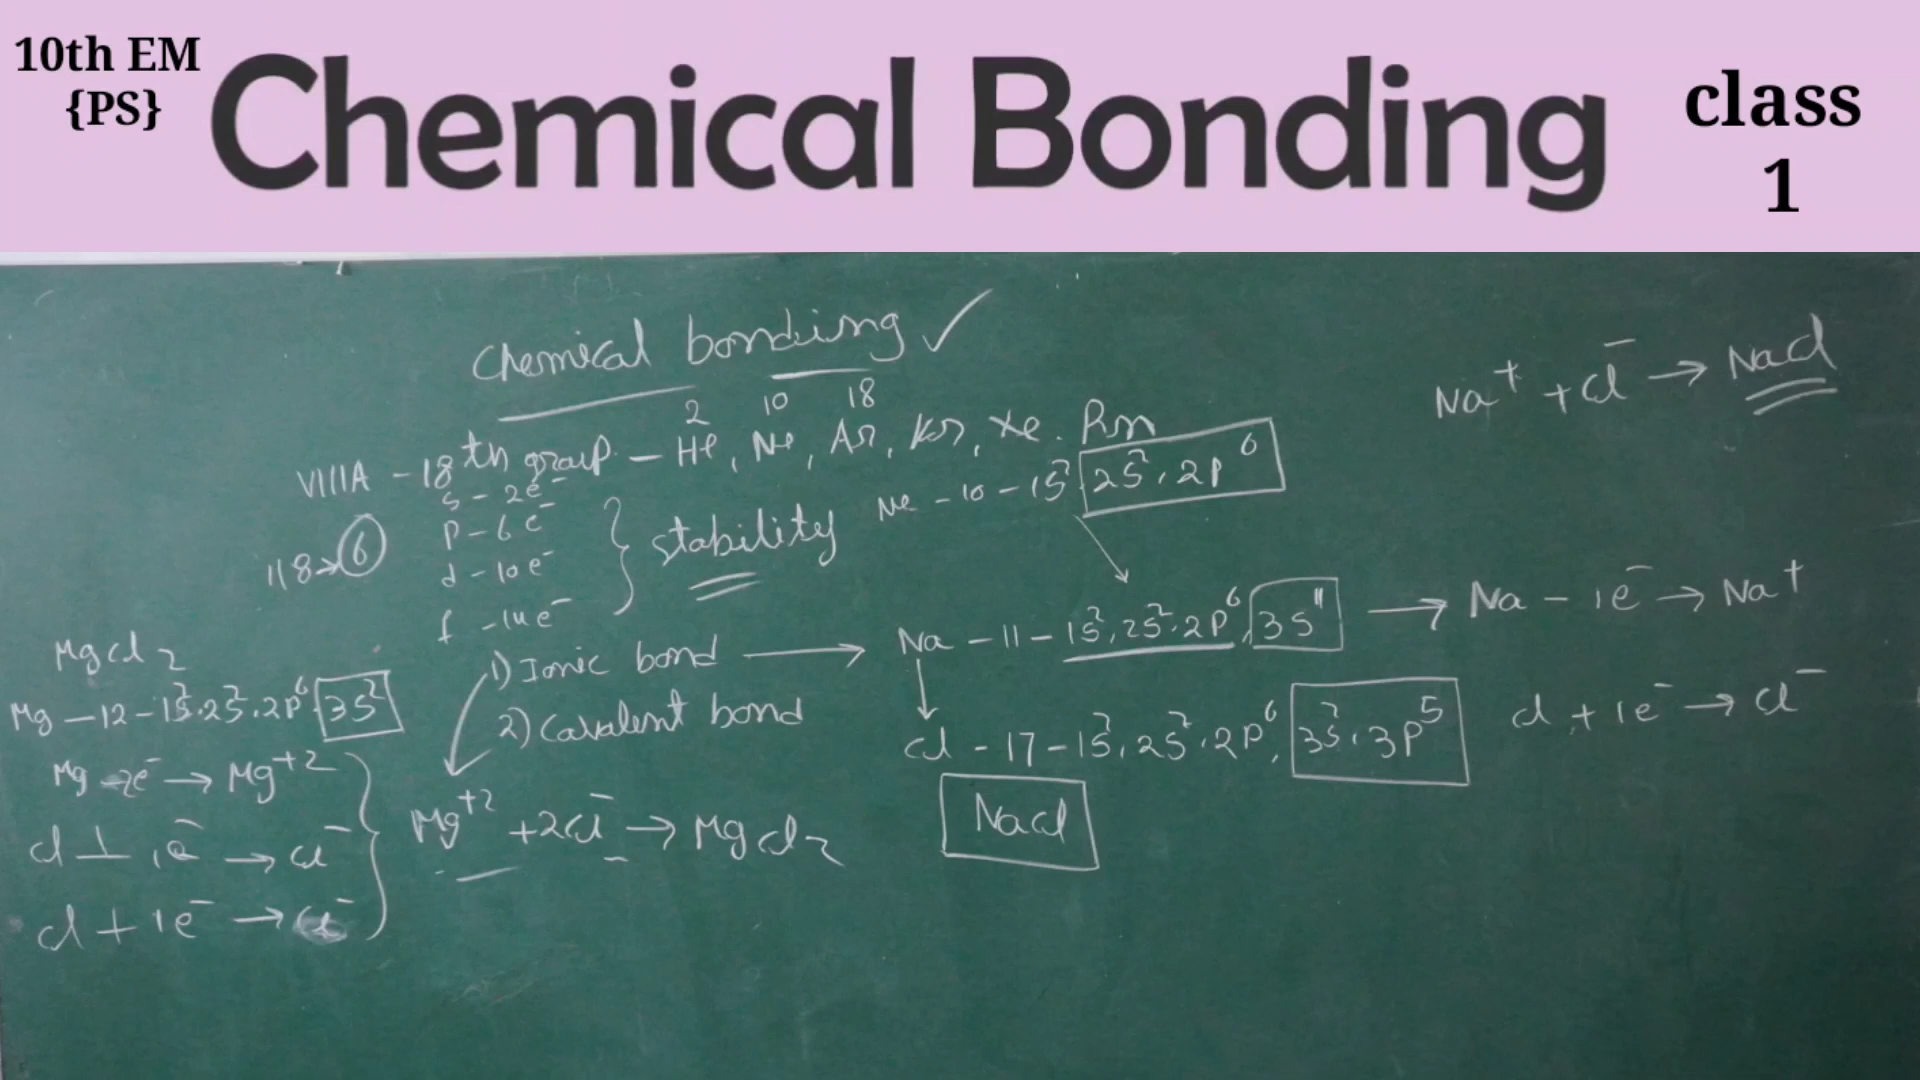 10th EM
{PS}
Chemical Bonding
class
1
Chemical bonding ✓
2 10 18
VIIIA - 18th group - He, Ne, Ar, Kr, Xe. Rn
s - 2e⁻
p - 6e⁻
d - 10e⁻
f - 14e⁻
118→6
stability
Ne - 10 - 1S² 2S², 2P⁶
Na⁺ + Cl⁻ → Nacl
1) Ionic bond →
2) Cavalent bond
Na - 11 - 1S², 2S², 2P⁶, 3S¹ → Na - 1e⁻ → Na⁺
Cl - 17 - 1S², 2S², 2P⁶, 3S², 3P⁵
Cl + 1e⁻ → Cl⁻
Nacl
Mgcl₂
Mg - 12 - 1S². 2S². 2P⁶ 3S²
Mg - 2e⁻ → Mg⁺²
Cl + 1e⁻ → Cl⁻
Cl + 1e⁻ → Cl⁻
Mg⁺² + 2Cl⁻ → Mgcl₂